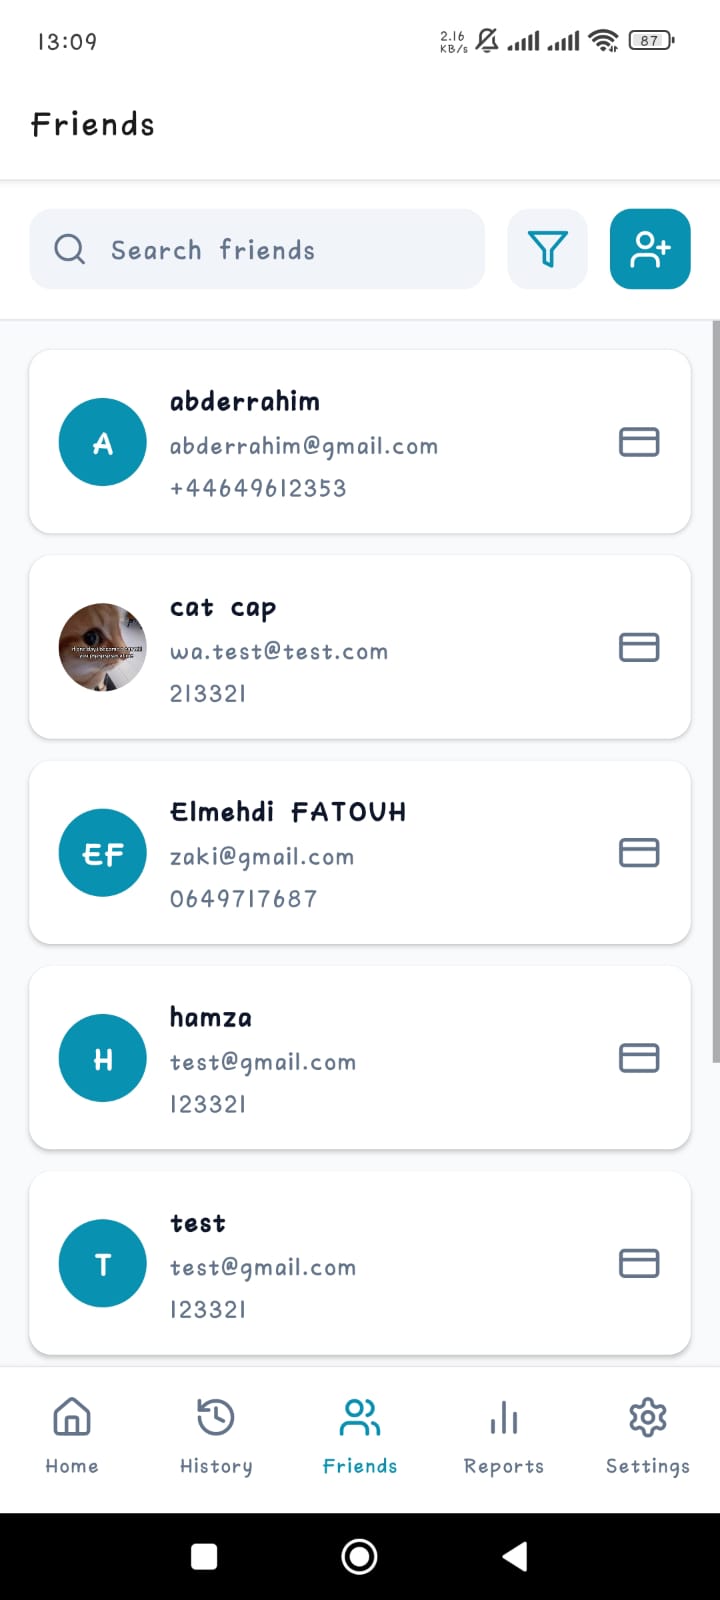 13:09
2.16
KB/s
87
Friends
Search friends
A
abderrahim
abderrahim@gmail.com
+44649612353
cat cap
wa.test@test.com
213321
EF
Elmehdi FATOUH
zaki@gmail.com
0649717687
H
hamza
test@gmail.com
123321
T
test
test@gmail.com
123321
Home
History
Friends
Reports
Settings